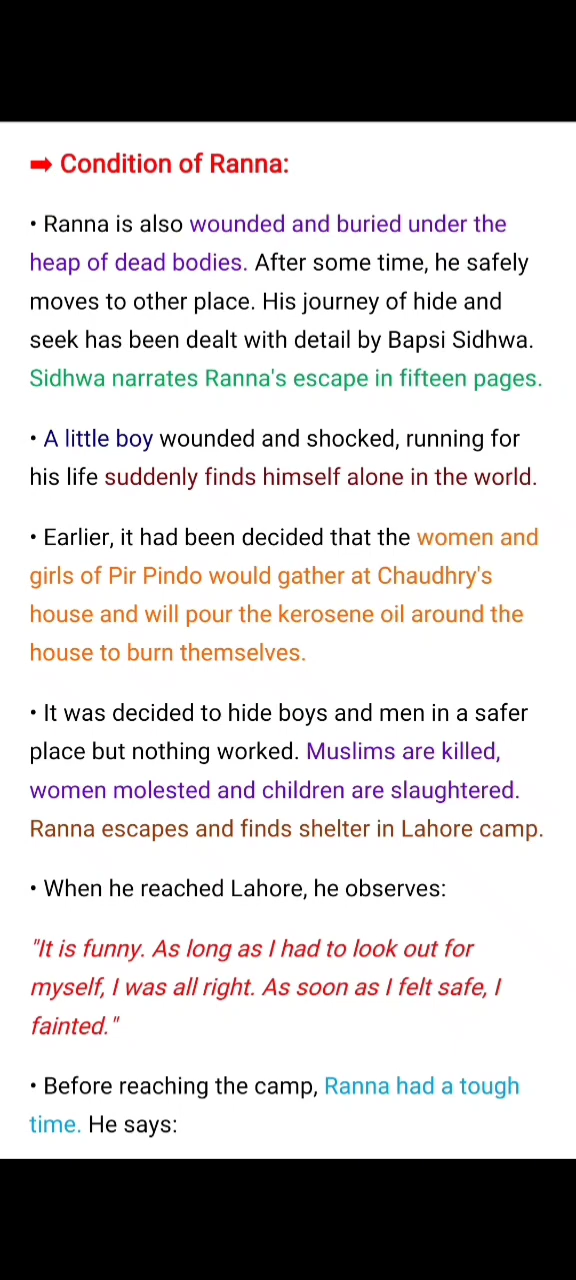 ➡ Condition of Ranna:
• Ranna is also wounded and buried under the
heap of dead bodies. After some time, he safely
moves to other place. His journey of hide and
seek has been dealt with detail by Bapsi Sidhwa.
Sidhwa narrates Ranna's escape in fifteen pages.
• A little boy wounded and shocked, running for
his life suddenly finds himself alone in the world.
• Earlier, it had been decided that the women and
girls of Pir Pindo would gather at Chaudhry's
house and will pour the kerosene oil around the
house to burn themselves.
• It was decided to hide boys and men in a safer
place but nothing worked. Muslims are killed,
women molested and children are slaughtered.
Ranna escapes and finds shelter in Lahore camp.
• When he reached Lahore, he observes:
"It is funny. As long as I had to look out for
myself, I was all right. As soon as I felt safe, I
fainted."
• Before reaching the camp, Ranna had a tough
time. He says: